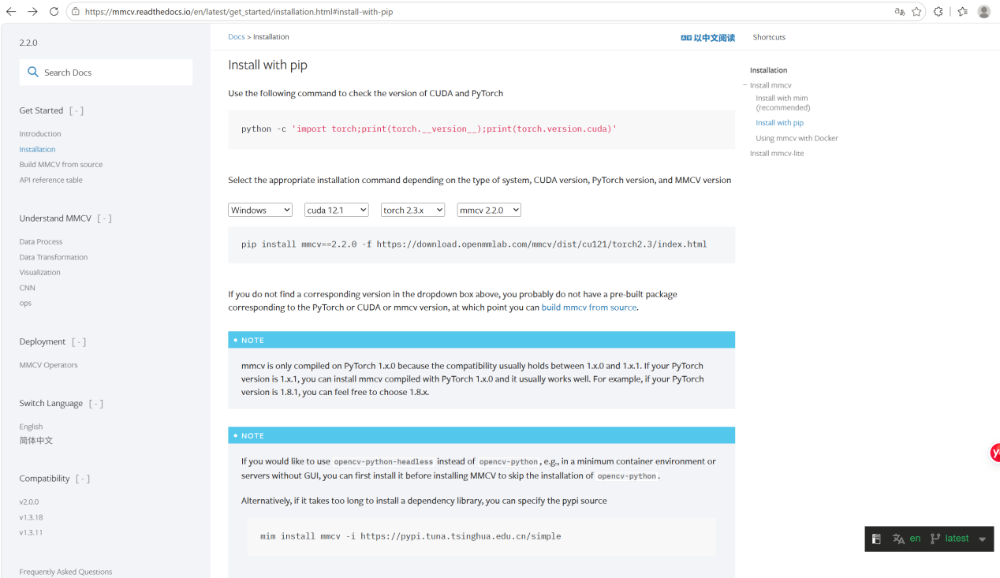 https://mmcv.readthedocs.io/en/latest/get_started/installation.html#install-with-pip
2.2.0
Search Docs
Get Started [ - ]
Introduction
Installation
Build MMCV from source
API reference table
Understand MMCV [ - ]
Data Process
Data Transformation
Visualization
CNN
ops
Deployment [ - ]
MMCV Operators
Switch Language [ - ]
English
简体中文
Compatibility [ - ]
v2.0.0
v1.3.18
v1.3.11
Frequently Asked Questions
Docs > Installation
以中文阅读
Shortcuts
Install with pip
Use the following command to check the version of CUDA and PyTorch
python -c 'import torch;print(torch.__version__);print(torch.version.cuda)'
Select the appropriate installation command depending on the type of system, CUDA version, PyTorch version, and MMCV version
Windows cuda 12.1 torch 2.3.x mmcv 2.2.0
pip install mmcv==2.2.0 -f https://download.openmmlab.com/mmcv/dist/cu121/torch2.3/index.html
If you do not find a corresponding version in the dropdown box above, you probably do not have a pre-built package
corresponding to the PyTorch or CUDA or mmcv version, at which point you can build mmcv from source.
NOTE
mmcv is only compiled on PyTorch 1.x.0 because the compatibility usually holds between 1.x.0 and 1.x.1. If your PyTorch
version is 1.x.1, you can install mmcv compiled with PyTorch 1.x.0 and it usually works well. For example, if your PyTorch
version is 1.8.1, you can feel free to choose 1.8.x.
NOTE
If you would like to use opencv-python-headless instead of opencv-python, e.g., in a minimum container environment or
servers without GUI, you can first install it before installing MMCV to skip the installation of opencv-python.
Alternatively, if it takes too long to install a dependency library, you can specify the pypi source
mim install mmcv -i https://pypi.tuna.tsinghua.edu.cn/simple
Installation
Install mmcv
Install with mim
(recommended)
Install with pip
Using mmcv with Docker
Install mmcv-lite
en latest